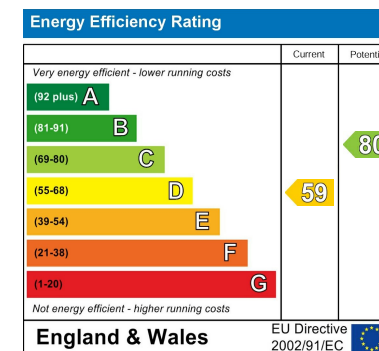 Energy Efficiency Rating
Current
Very energy efficient - lower running costs
(92 plus) A
(81-91) B
(69-80) C
(55-68) D
59
(39-54) E
(21-38) F
(1-20) G
Not energy efficient - higher running costs
England & Wales
EU Directive
2002/91/EC